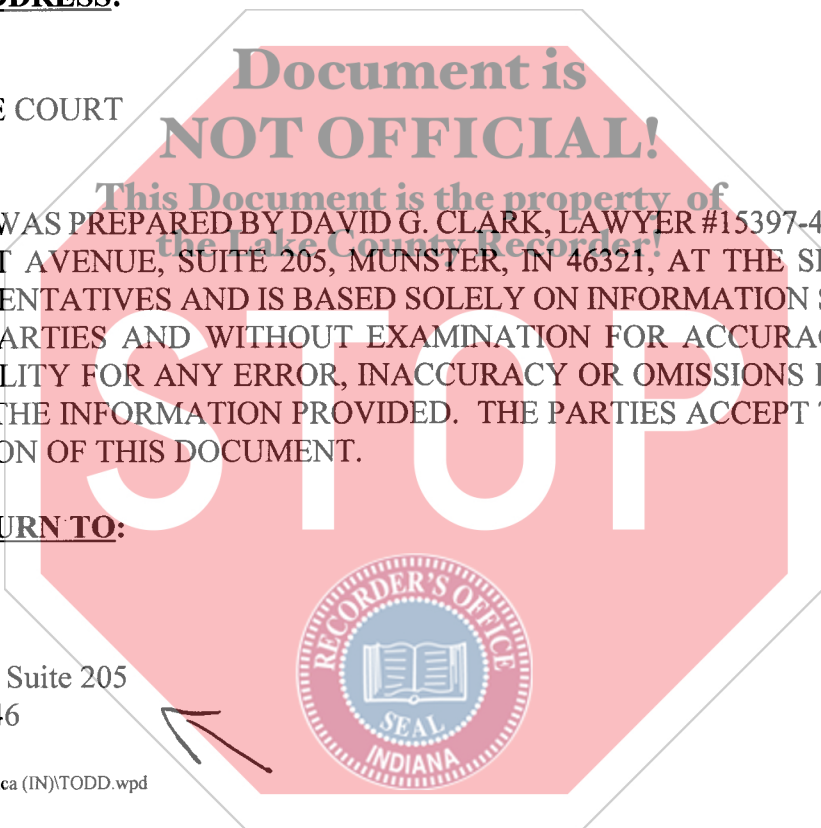 DDRESS:
Document is
E COURT
NOT OFFICIAL!
This Document is the property of
WAS PREPARED BY DAVID G. CLARK, LAWYER #15397-4
the Lake County Recorder!
T AVENUE, SUITE 205, MUNSTER, IN 46321, AT THE
ENTATIVES AND IS BASED SOLELY ON INFORMATION
ARTIES AND WITHOUT EXAMINATION FOR ACCURA
LITY FOR ANY ERROR, INACCURACY OR OMISSIONS
THE INFORMATION PROVIDED. THE PARTIES ACCEPT
ON OF THIS DOCUMENT.
STOP
URN TO:
RECORDER'S OFFICE
SEAL
INDIANA
Suite 205
46
ca (IN)\TODD.wpd